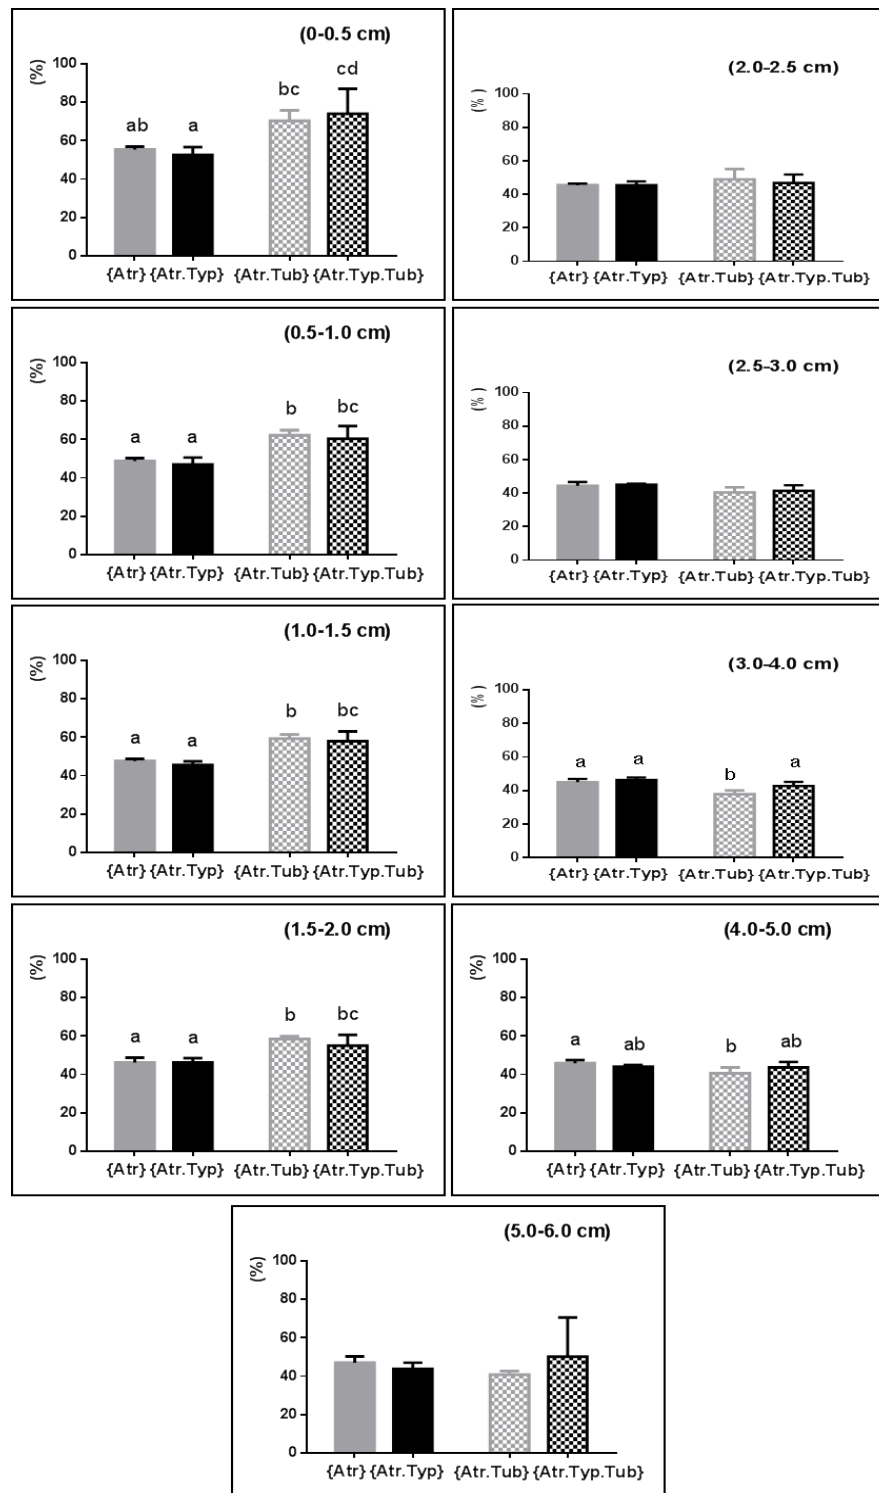 (0-0.5 cm)
(%)
100
80
60
40
20
0
ab
a
bc
cd
{Atr} {Atr.Typ} {Atr.Tub} {Atr.Typ.Tub}
(2.0-2.5 cm)
(%)
100
80
60
40
20
0
{Atr} {Atr.Typ} {Atr.Tub} {Atr.Typ.Tub}
(0.5-1.0 cm)
(%)
100
80
60
40
20
0
a
a
b
bc
{Atr} {Atr.Typ} {Atr.Tub} {Atr.Typ.Tub}
(2.5-3.0 cm)
(%)
100
80
60
40
20
0
{Atr} {Atr.Typ} {Atr.Tub} {Atr.Typ.Tub}
(1.0-1.5 cm)
(%)
100
80
60
40
20
0
a
a
b
bc
{Atr} {Atr.Typ} {Atr.Tub} {Atr.Typ.Tub}
(3.0-4.0 cm)
(%)
100
80
60
40
20
0
a
a
b
a
{Atr} {Atr.Typ} {Atr.Tub} {Atr.Typ.Tub}
(1.5-2.0 cm)
(%)
100
80
60
40
20
0
a
a
b
bc
{Atr} {Atr.Typ} {Atr.Tub} {Atr.Typ.Tub}
(4.0-5.0 cm)
(%)
100
80
60
40
20
0
a
ab
b
ab
{Atr} {Atr.Typ} {Atr.Tub} {Atr.Typ.Tub}
(5.0-6.0 cm)
(%)
100
80
60
40
20
0
{Atr} {Atr.Typ} {Atr.Tub} {Atr.Typ.Tub}